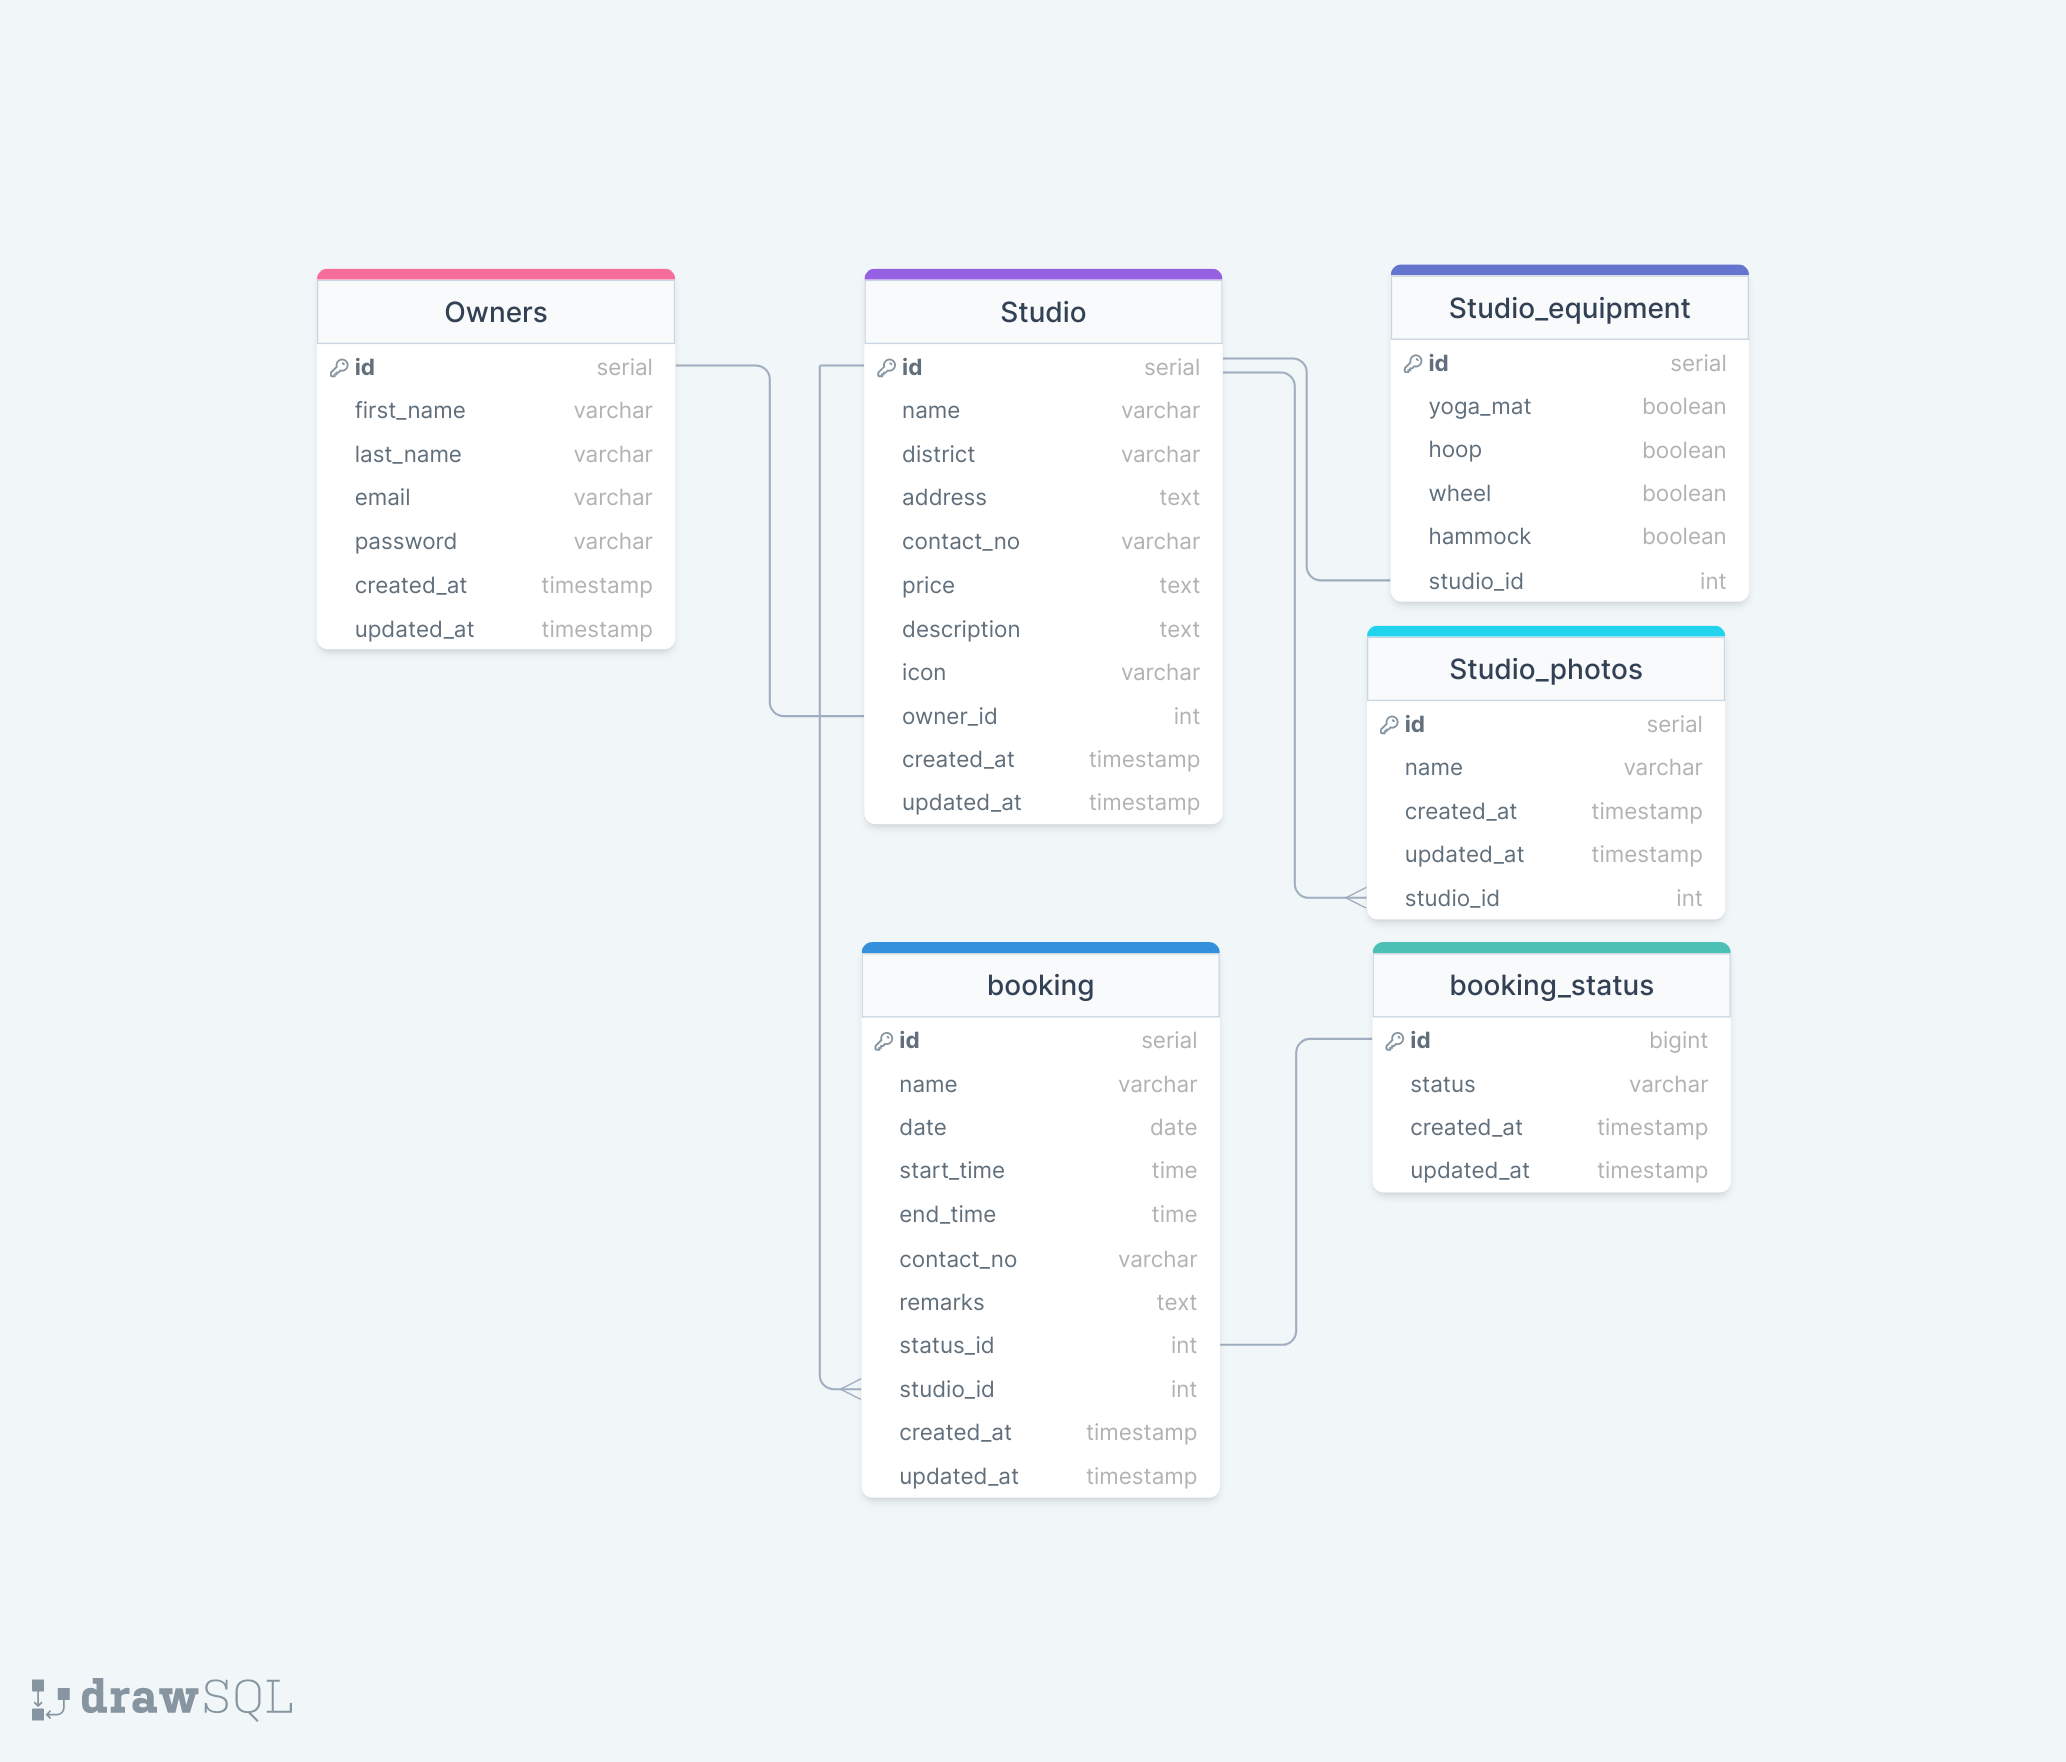 Owners
id serial
first_name varchar
last_name varchar
email varchar
password varchar
created_at timestamp
updated_at timestamp
Studio
id serial
name varchar
district varchar
address text
contact_no varchar
price text
description text
icon varchar
owner_id int
created_at timestamp
updated_at timestamp
Studio_equipment
id serial
yoga_mat boolean
hoop boolean
wheel boolean
hammock boolean
studio_id int
Studio_photos
id serial
name varchar
created_at timestamp
updated_at timestamp
studio_id int
booking
id serial
name varchar
date date
start_time time
end_time time
contact_no varchar
remarks text
status_id int
studio_id int
created_at timestamp
updated_at timestamp
booking_status
id bigint
status varchar
created_at timestamp
updated_at timestamp
drawSQL